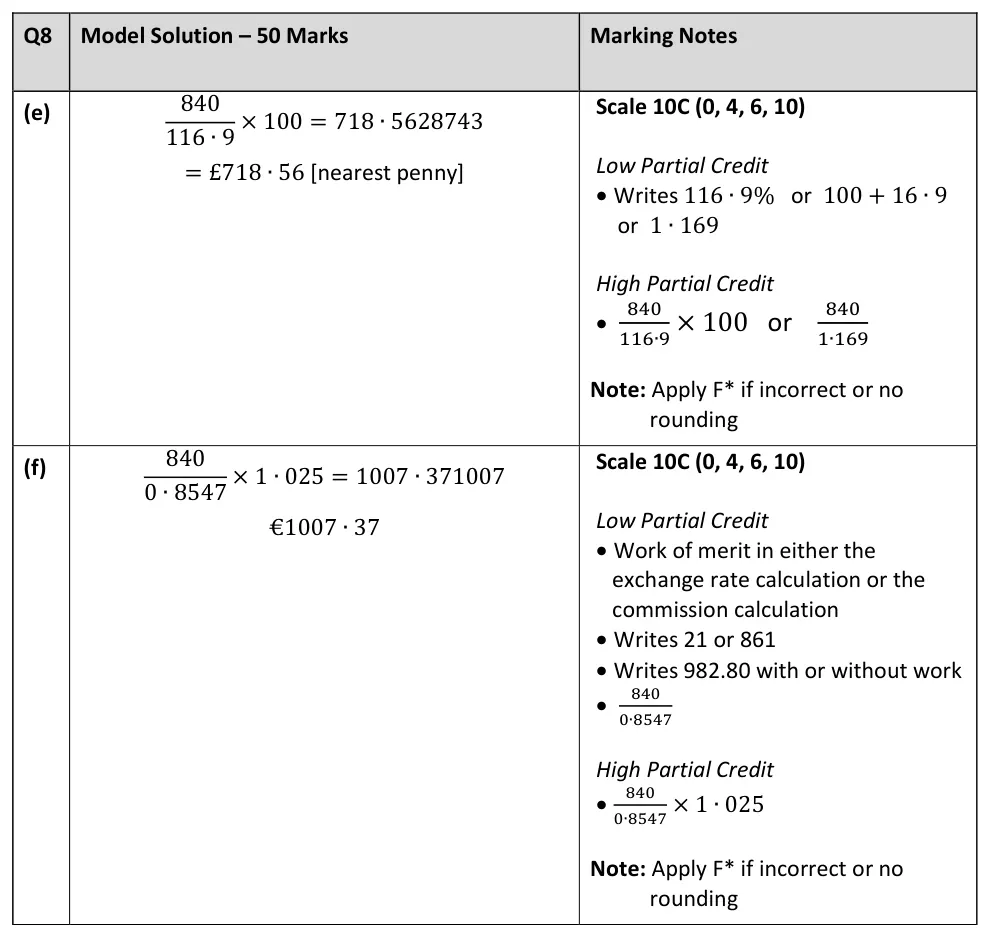 Q8 Model Solution – 50 Marks Marking Notes
(e)
840
116 · 9 × 100 = 718 · 5628743
= £718 · 56 [nearest penny]
Scale 10C (0, 4, 6, 10)
Low Partial Credit
• Writes 116 · 9% or 100 + 16 · 9
or 1 · 169
High Partial Credit
• 840/116·9 × 100 or 840/1·169
Note: Apply F* if incorrect or no
rounding
(f)
840
0 · 8547 × 1 · 025 = 1007 · 371007
€1007 · 37
Scale 10C (0, 4, 6, 10)
Low Partial Credit
• Work of merit in either the
exchange rate calculation or the
commission calculation
• Writes 21 or 861
• Writes 982.80 with or without work
• 840/0·8547
High Partial Credit
• 840/0·8547 × 1 · 025
Note: Apply F* if incorrect or no
rounding